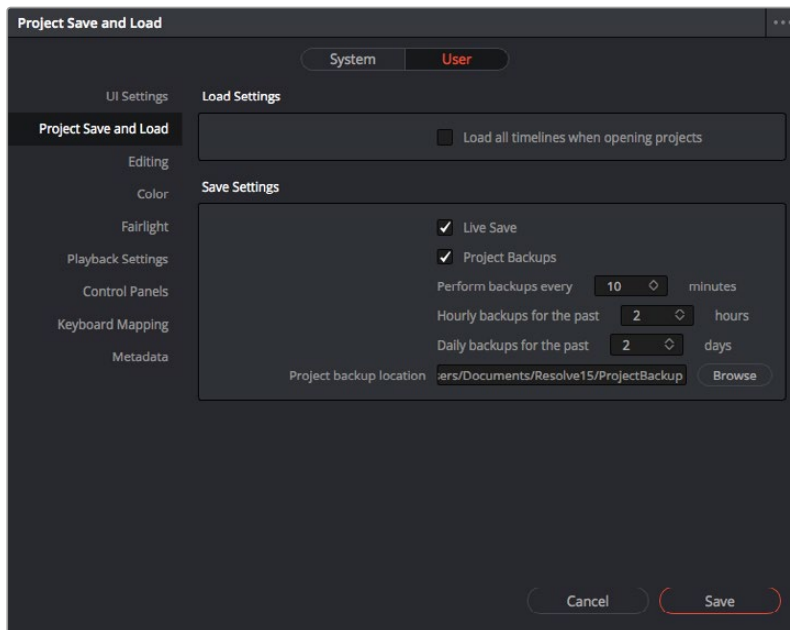 Project Save and Load
System User
UI Settings
Project Save and Load
Editing
Color
Fairlight
Playback Settings
Control Panels
Keyboard Mapping
Metadata
Load Settings
Load all timelines when opening projects
Save Settings
Live Save
Project Backups
Perform backups every 10 minutes
Hourly backups for the past 2 hours
Daily backups for the past 2 days
Project backup location ers/Documents/Resolve15/ProjectBackup Browse
Cancel Save